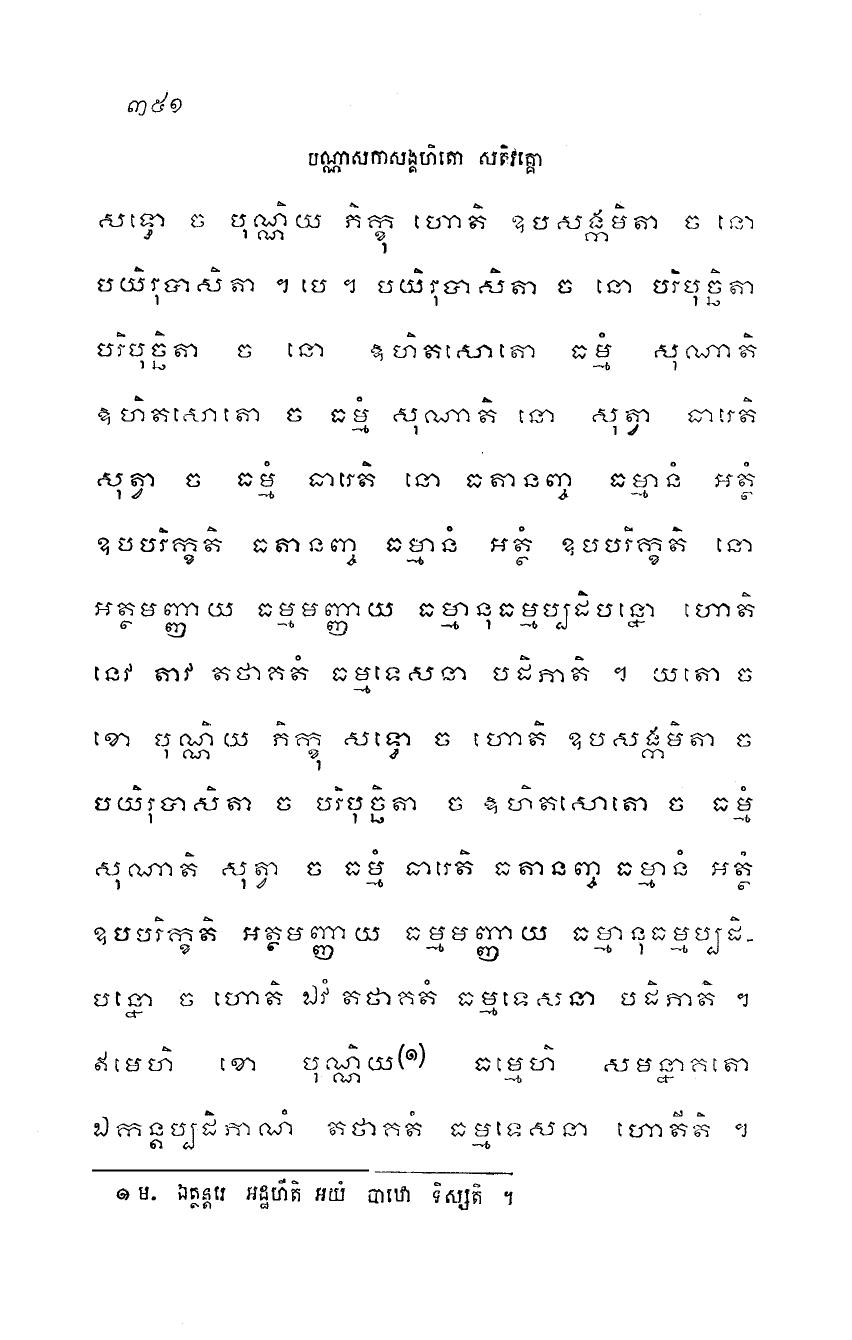 ៣៥១
បណ្ណាសកាសង្គហិតោ សតិវគ្គោ
សទ្ធោ ច បុណ្ណិយ ភិក្ខុ ហោតិ ឧបសង្កមិតា ច នោ
បយិរុបាសិតា ។ បេ ។ បយិរុបាសិតា ច នោ បរិបុច្ឆិតា
បរិបុច្ឆិតា ច នោ ឧហិតសោតោ ធម្មំ សុណាតិ
ឧហិតសោតោ ច ធម្មំ សុណាតិ នោ សុត្វា ធារេតិ
សុត្វា ច ធម្មំ ធារេតិ នោ ធតានញ្ច ធម្មានំ អត្ថំ
ឧបបរិក្ខតិ ធតានញ្ច ធម្មានំ អត្ថំ ឧបបរិក្ខតិ នោ
អត្ថមញ្ញាយ ធម្មមញ្ញាយ ធម្មានុធម្មប្បដិបន្នោ ហោតិ
នេវ តាវ តថាគតំ ធម្មទេសនា បដិភាតិ ។ យតោ ច
ខោ បុណ្ណិយ ភិក្ខុ សទ្ធោ ច ហោតិ ឧបសង្កមិតា ច
បយិរុបាសិតា ច បរិបុច្ឆិតា ច ឧហិតសោតោ ច ធម្មំ
សុណាតិ សុត្វា ច ធម្មំ ធារេតិ ធតានញ្ច ធម្មានំ អត្ថំ
ឧបបរិក្ខតិ អត្ថមញ្ញាយ ធម្មមញ្ញាយ ធម្មានុធម្មប្បដិ-
បន្នោ ច ហោតិ ឯវំ តថាគតំ ធម្មទេសនា បដិភាតិ ។
ឥមេហិ ខោ បុណ្ណិយ(១) ធម្មេហិ សមន្នាគតោ
ឯកន្តប្បដិភាណំ តថាគតំ ធម្មទេសនា ហោតីតិ ។
១ ម. ឯត្ថន្តរេ អដ្ឋហីតិ អយំ បាឋោ ទិស្សតិ ។